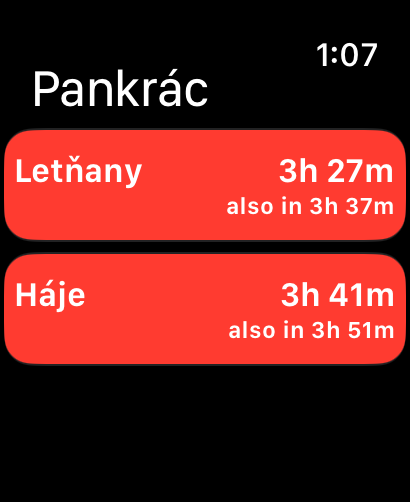 1:07
Pankrác
Letňany 3h 27m
also in 3h 37m
Háje 3h 41m
also in 3h 51m